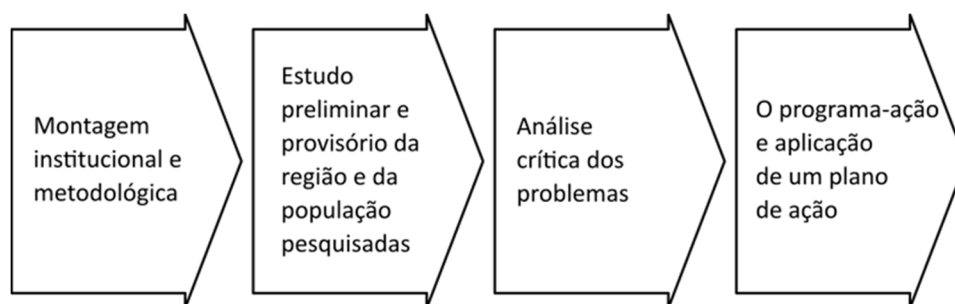 Montagem
institucional e
metodológica
Estudo
preliminar e
provisório da
região e da
população
pesquisadas
Análise
crítica dos
problemas
O programa-ação
e aplicação
de um plano
de ação